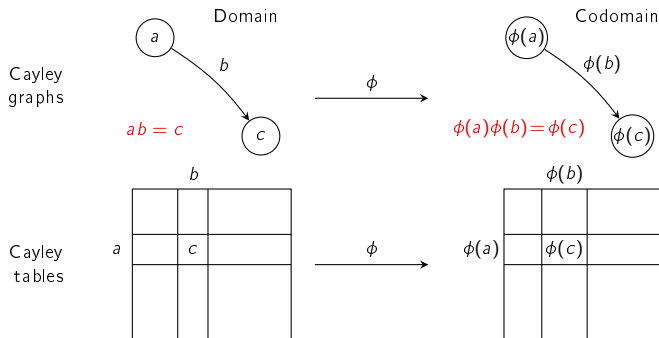 Domain
Codomain
a
b
c
ab = c
Cayley
graphs
ϕ
ϕ(a)
ϕ(b)
ϕ(c)
ϕ(a)ϕ(b)=ϕ(c)
b
a
c
Cayley
tables
ϕ
ϕ(b)
ϕ(a)
ϕ(c)